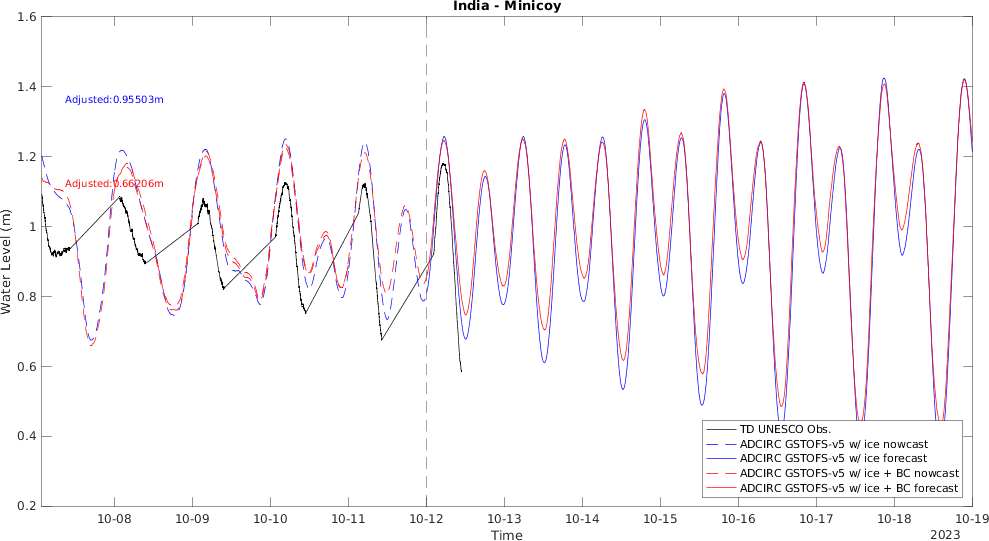 India - Minicoy
1.6
1.4
1.2
1
0.8
0.6
0.4
0.2
Water Level (m)
Adjusted:0.95503m
Adjusted:0.66206m
TD UNESCO Obs.
ADCIRC GSTOFS-v5 w/ ice nowcast
ADCIRC GSTOFS-v5 w/ ice forecast
ADCIRC GSTOFS-v5 w/ ice + BC nowcast
ADCIRC GSTOFS-v5 w/ ice + BC forecast
10-08 10-09 10-10 10-11 10-12 10-13 10-14 10-15 10-16 10-17 10-18 10-19
Time
2023